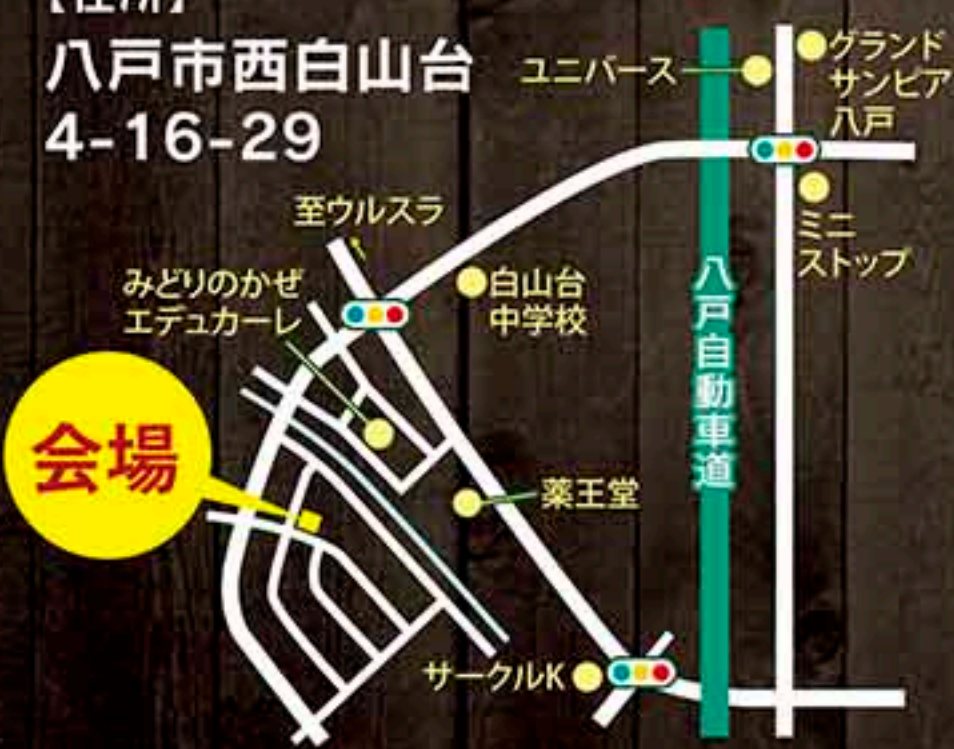 【住所】
八戸市西白山台
4-16-29
ユニバース
グランド
サンピア
八戸
至ウルスラ
ミニ
ストップ
みどりのかぜ
エデュカーレ
白山台
中学校
八戸自動車道
会場
薬王堂
サークルK